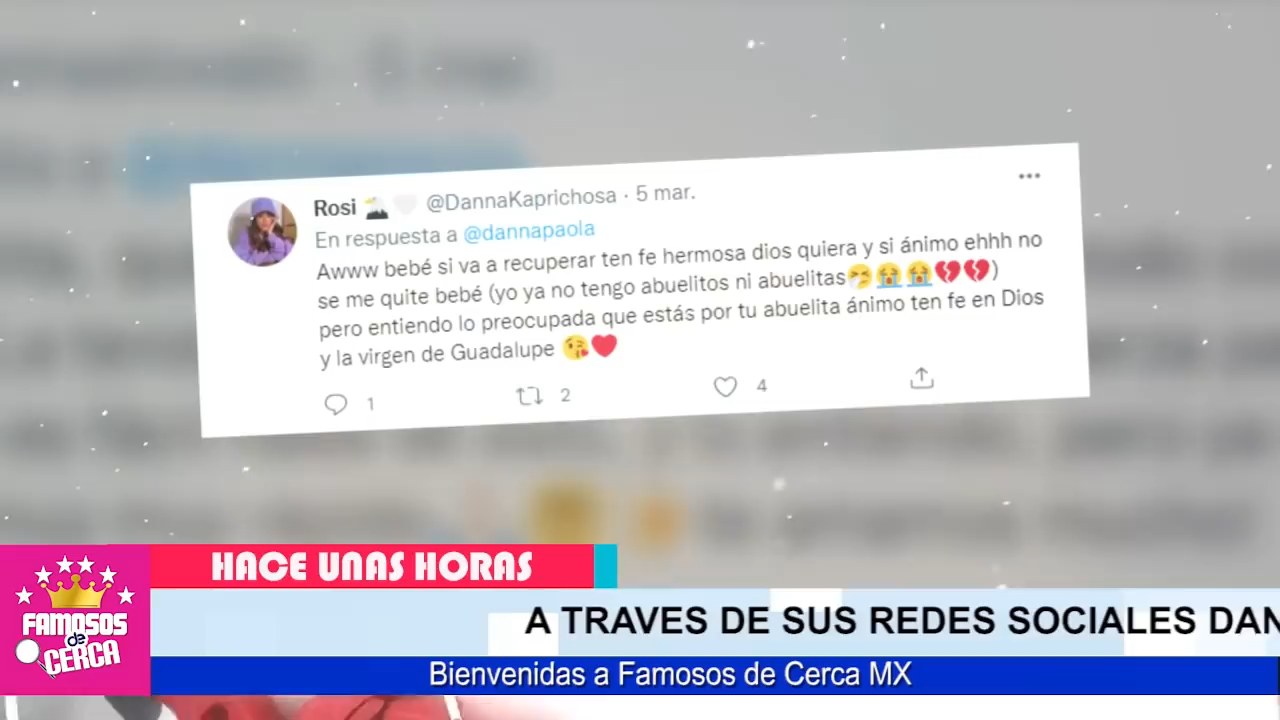 Rosi @DannaKaprichosa · 5 mar.
En respuesta a @dannapaola
Awww bebé si va a recuperar ten fe hermosa dios quiera y si ánimo ehhh no
se me quite bebé (yo ya no tengo abuelitos ni abuelitas🤧😭😭💔💔)
pero entiendo lo preocupada que estás por tu abuelita ánimo ten fe en Dios
y la virgen de Guadalupe 😘❤️
1 2 4
HACE UNAS HORAS
FAMOSOS
de
CERCA
A TRAVES DE SUS REDES SOCIALES DAN
Bienvenidas a Famosos de Cerca MX